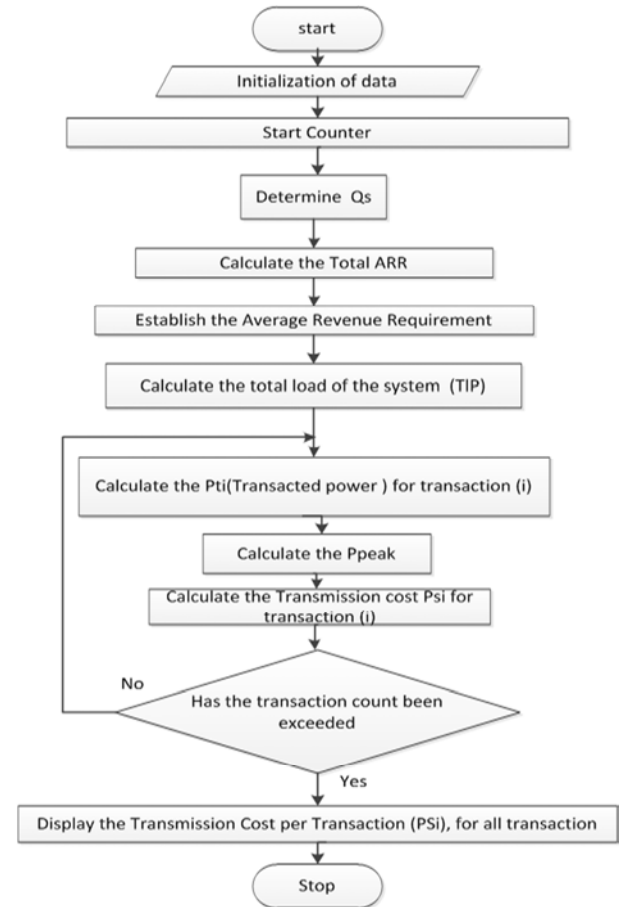 start
Initialization of data
Start Counter
Determine Qs
Calculate the Total ARR
Establish the Average Revenue Requirement
Calculate the total load of the system (TIP)
Calculate the Pti(Transacted power ) for transaction (i)
Calculate the Ppeak
Calculate the Transmission cost Psi for
transaction (i)
No
Has the transaction count been
exceeded
Yes
Display the Transmission Cost per Transaction (PSi), for all transaction
Stop